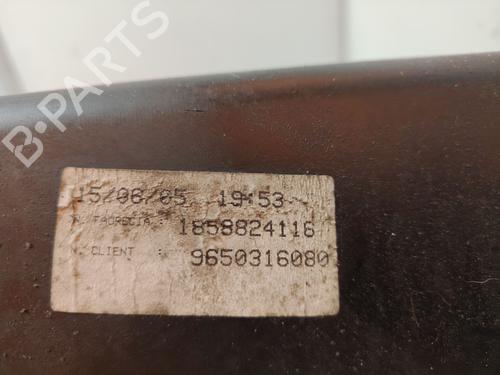 B-PARTS
15/06/05 19:53
N. FAURECIA : 1858824116
N. CLIENT : 9650316080